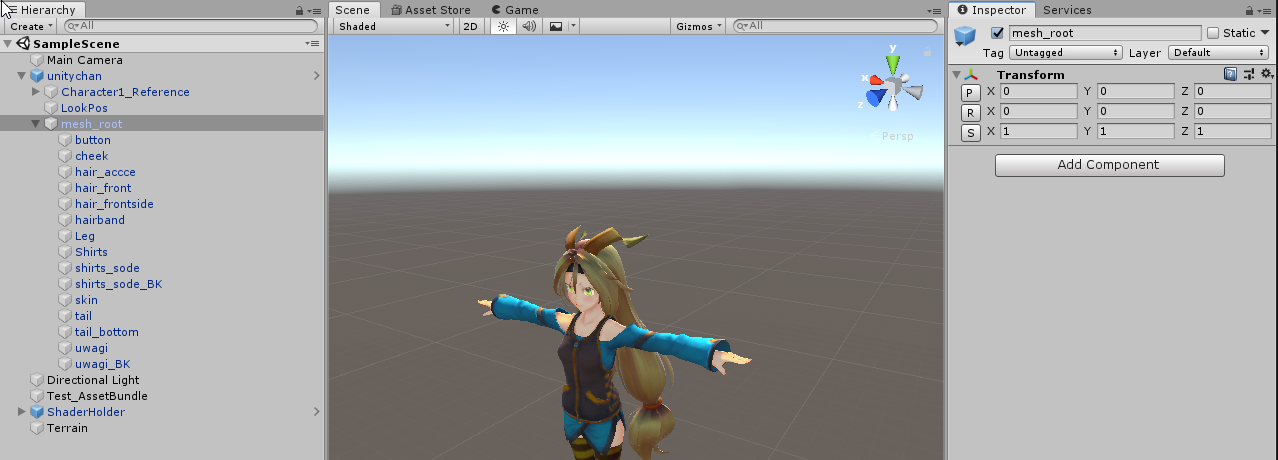 Hierarchy
Create
All
SampleScene
Main Camera
unitychan
Character1_Reference
LookPos
mesh_root
button
cheek
hair_accce
hair_front
hair_frontside
hairband
Leg
Shirts
shirts_sode
shirts_sode_BK
skin
tail
tail_bottom
uwagi
uwagi_BK
Directional Light
Test_AssetBundle
ShaderHolder
Terrain
Scene Asset Store Game
Shaded 2D Gizmos All
y
x
z
Persp
Inspector Services
mesh_root Static
Tag Untagged Layer Default
Transform
P X 0 Y 0 Z 0
R X 0 Y 0 Z 0
S X 1 Y 1 Z 1
Add Component